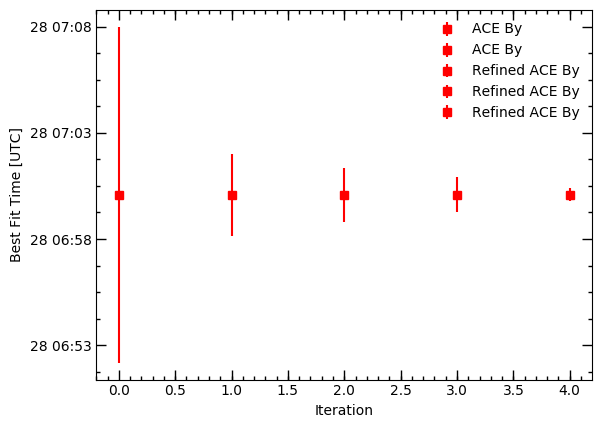 28 07:08
28 07:03
28 06:58
28 06:53
Best Fit Time [UTC]
ACE By
ACE By
Refined ACE By
Refined ACE By
Refined ACE By
0.0 0.5 1.0 1.5 2.0 2.5 3.0 3.5 4.0
Iteration